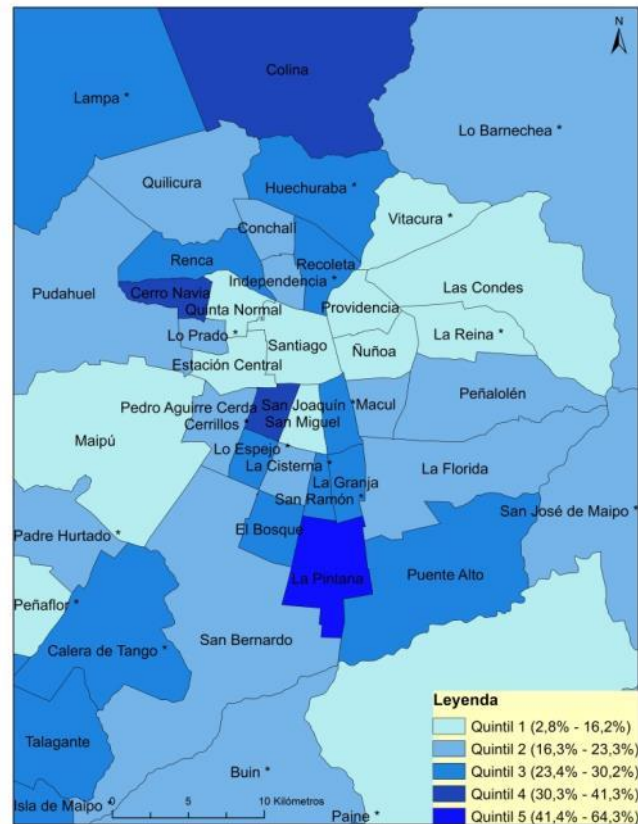 N
Colina
Lampa *
Lo Barnechea *
Quilicura
Huechuraba *
Vitacura *
Conchalí
Renca
Recoleta
Independencia *
Las Condes
Pudahuel
Cerro Navia
Quinta Normal
Providencia
Lo Prado *
La Reina *
Santiago
Ñuñoa
Estación Central
Peñalolén
Pedro Aguirre Cerda
San Joaquín * Macul
Cerrillos *
San Miguel
Maipú
Lo Espejo *
La Cisterna *
La Granja
La Florida
San Ramón *
San José de Maipo *
El Bosque
Padre Hurtado *
La Pintana
Puente Alto
Peñaflor *
San Bernardo
Calera de Tango *
Talagante
Buin *
Isla de Maipo *
Paine *
0 5 10 Kilómetros
Leyenda
Quintil 1 (2,8% - 16,2%)
Quintil 2 (16,3% - 23,3%)
Quintil 3 (23,4% - 30,2%)
Quintil 4 (30,3% - 41,3%)
Quintil 5 (41,4% - 64,3%)